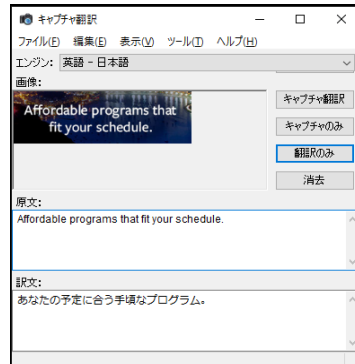 キャプチャ翻訳
ファイル(F) 編集(E) 表示(V) ツール(T) ヘルプ(H)
エンジン: 英語 - 日本語
画像:
Affordable programs that
fit your schedule.
キャプチャ翻訳
キャプチャのみ
翻訳のみ
消去
原文:
Affordable programs that fit your schedule.
訳文:
あなたの予定に合う手頃なプログラム。